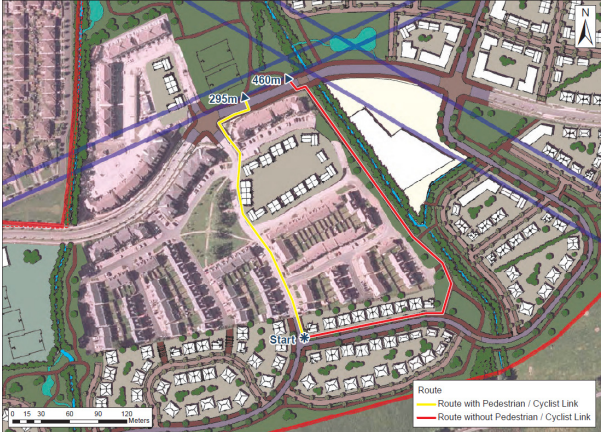 N
460m
295m
Start
Route
Route with Pedestrian / Cyclist Link
Route without Pedestrian / Cyclist Link
0 15 30 60 90 120
Meters